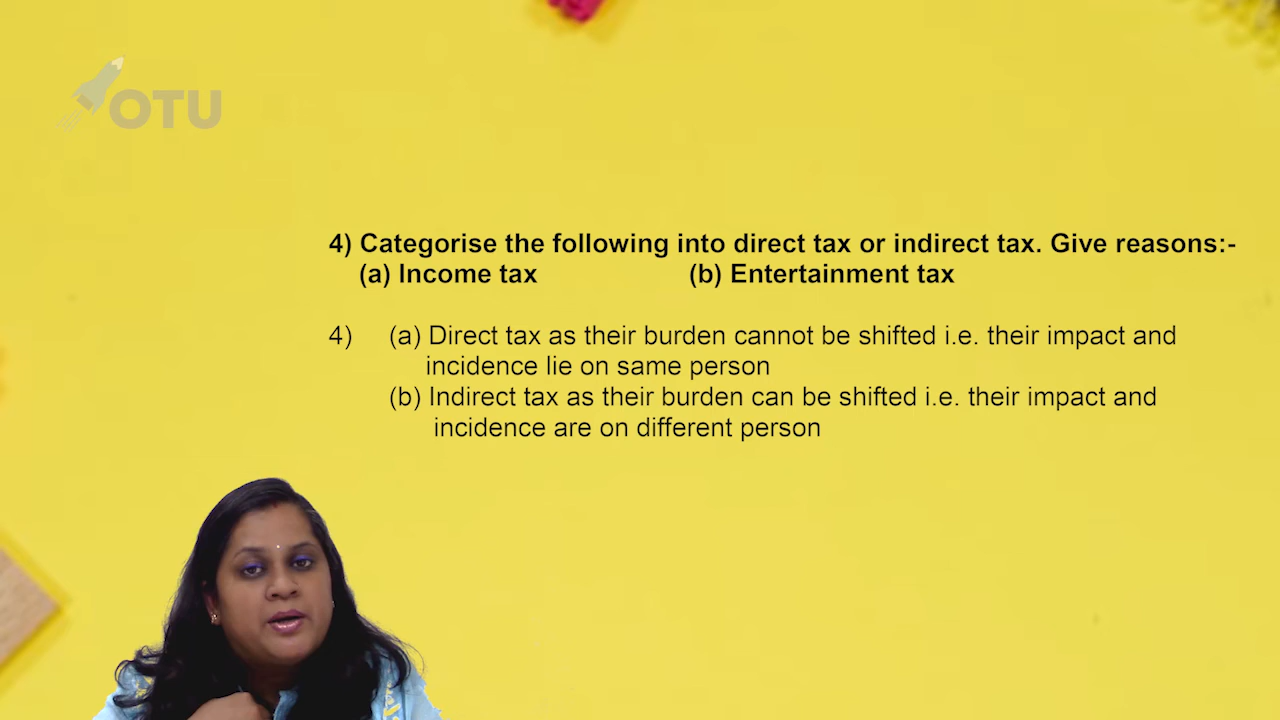 OTU
4) Categorise the following into direct tax or indirect tax. Give reasons:-
(a) Income tax (b) Entertainment tax
4) (a) Direct tax as their burden cannot be shifted i.e. their impact and
incidence lie on same person
(b) Indirect tax as their burden can be shifted i.e. their impact and
incidence are on different person